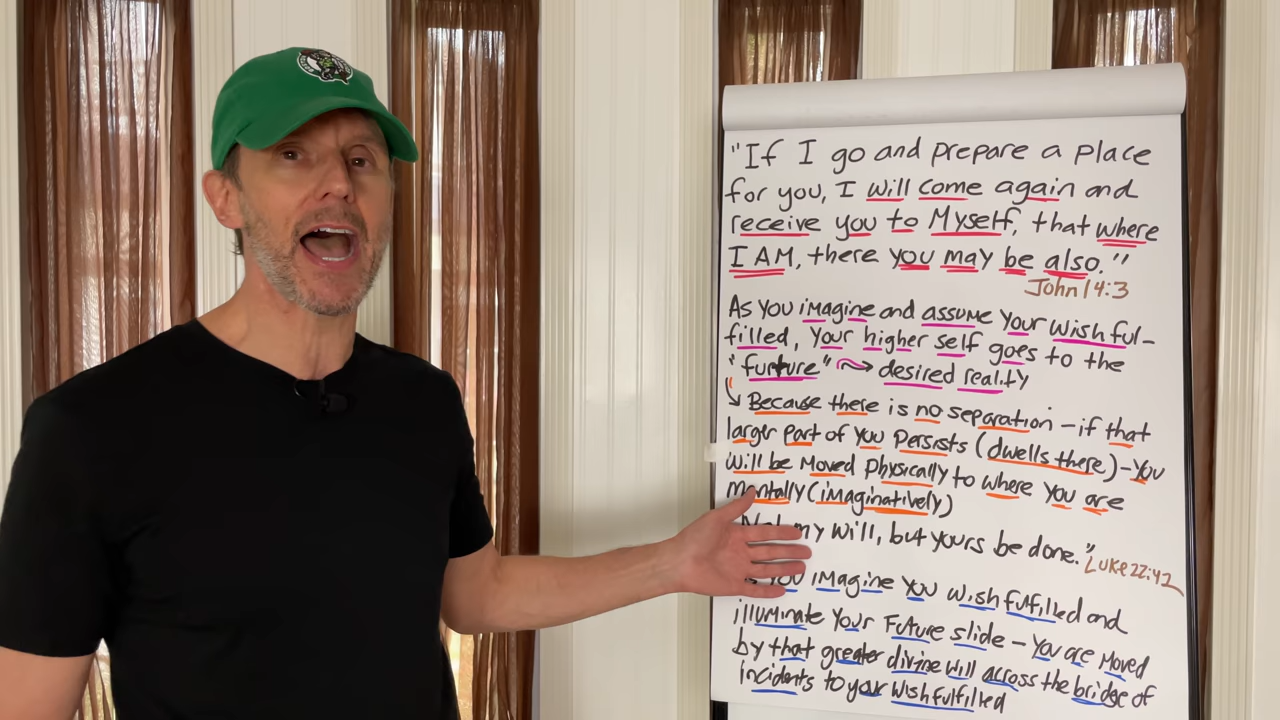 "If I go and prepare a place
for you, I will come again and
receive you to Myself, that where
I AM, there you may be also."
John 14:3
As you imagine and assume your wish ful-
filled, your higher self goes to the
"furture" → desired reality
↳ Because there is no separation - if that
larger part of you persists (dwells there) - you
will be moved physically to where you are
mentally (imaginatively)
my will, but yours be done."
Luke 22:42
you imagine you wish fulfilled and
illuminate your future slide - you are moved
by that greater divine will across the bridge of
incidents to your wish fulfilled